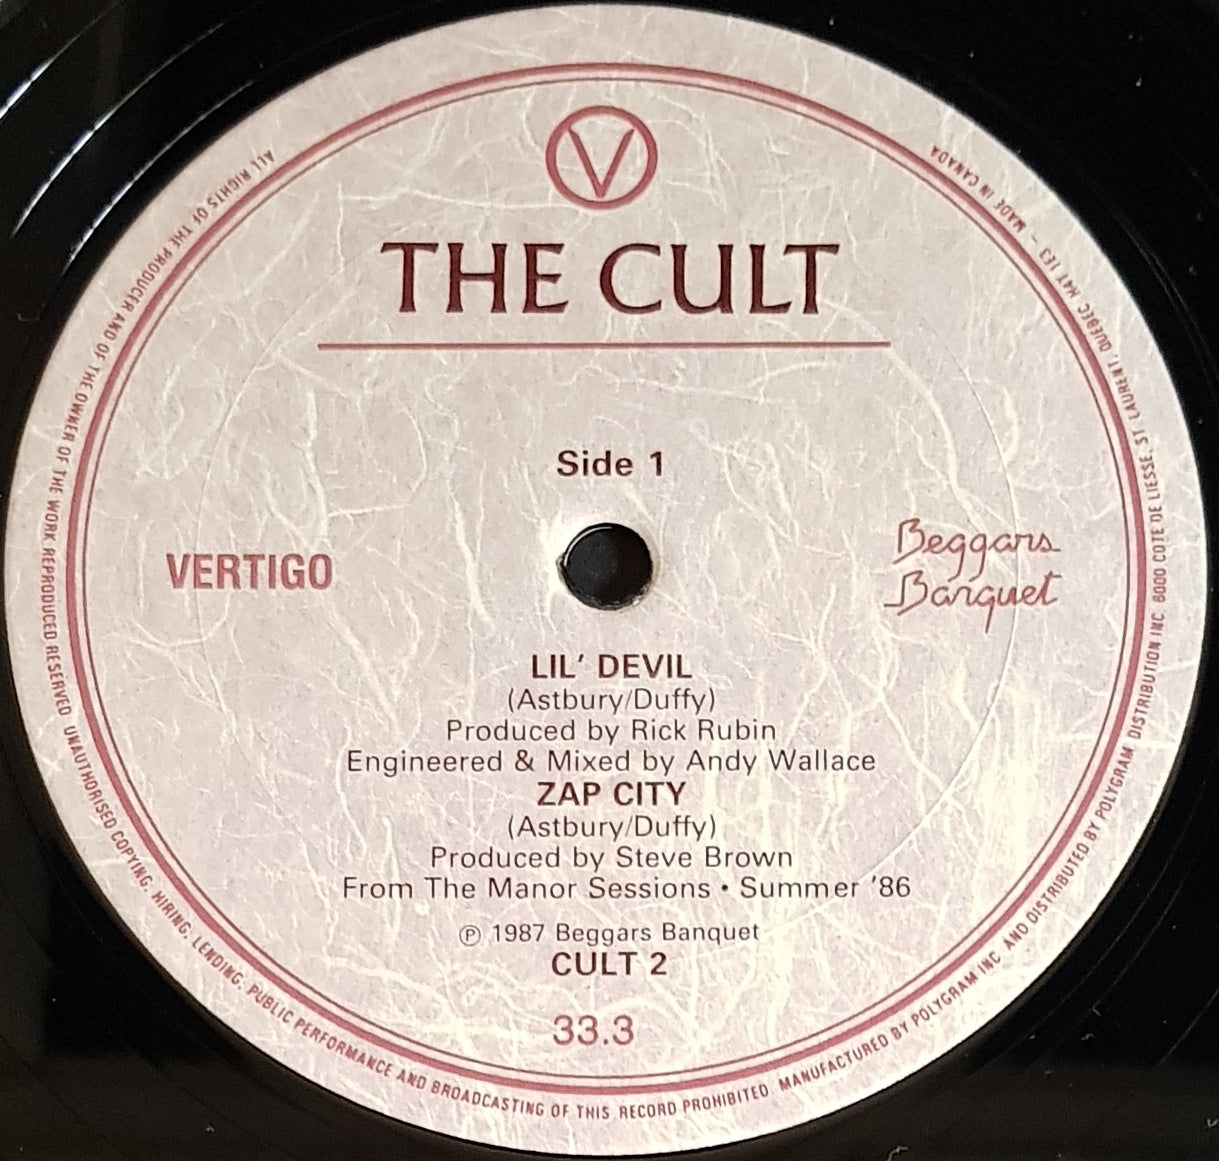 V
THE CULT
Side 1
VERTIGO
Beggars
Banquet
LIL' DEVIL
(Astbury/Duffy)
Produced by Rick Rubin
Engineered & Mixed by Andy Wallace
ZAP CITY
(Astbury/Duffy)
Produced by Steve Brown
From The Manor Sessions • Summer '86
℗ 1987 Beggars Banquet
CULT 2
33.3
ALL RIGHTS OF THE PRODUCER AND OF THE OWNER OF THE WORK REPRODUCED RESERVED UNAUTHORISED COPYING, HIRING, LENDING, PUBLIC PERFORMANCE AND BROADCASTING OF THIS RECORD PROHIBITED. MANUFACTURED BY POLYGRAM INC. AND DISTRIBUTED BY POLYGRAM DISTRIBUTION INC. 6000 COTE DE LIESSE, ST LAURENT, QUEBEC H4T 1E3 – MADE IN CANADA